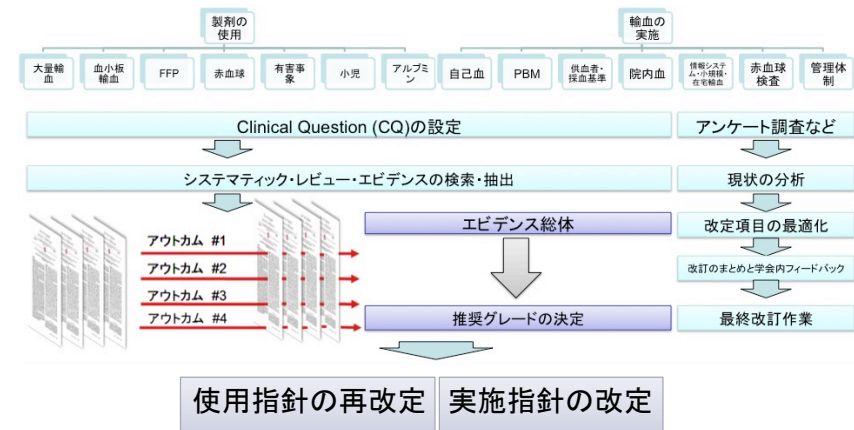 製剤の
使用
輸血の
実施
大量輸
血
血小板
輸血
FFP
赤血球
有害事
象
小児
アルブミ
ン
自己血
PBM
供血者・
採血基準
院内血
情報システ
ム・小規模・
在宅輸血
赤血球
検査
管理体
制
Clinical Question (CQ)の設定
アンケート調査など
システマティック・レビュー・エビデンスの検索・抽出
現状の分析
アウトカム #1
アウトカム #2
アウトカム #3
アウトカム #4
エビデンス総体
改定項目の最適化
改訂のまとめと学会内フィードバック
推奨グレードの決定
最終改訂作業
使用指針の再改定
実施指針の改定